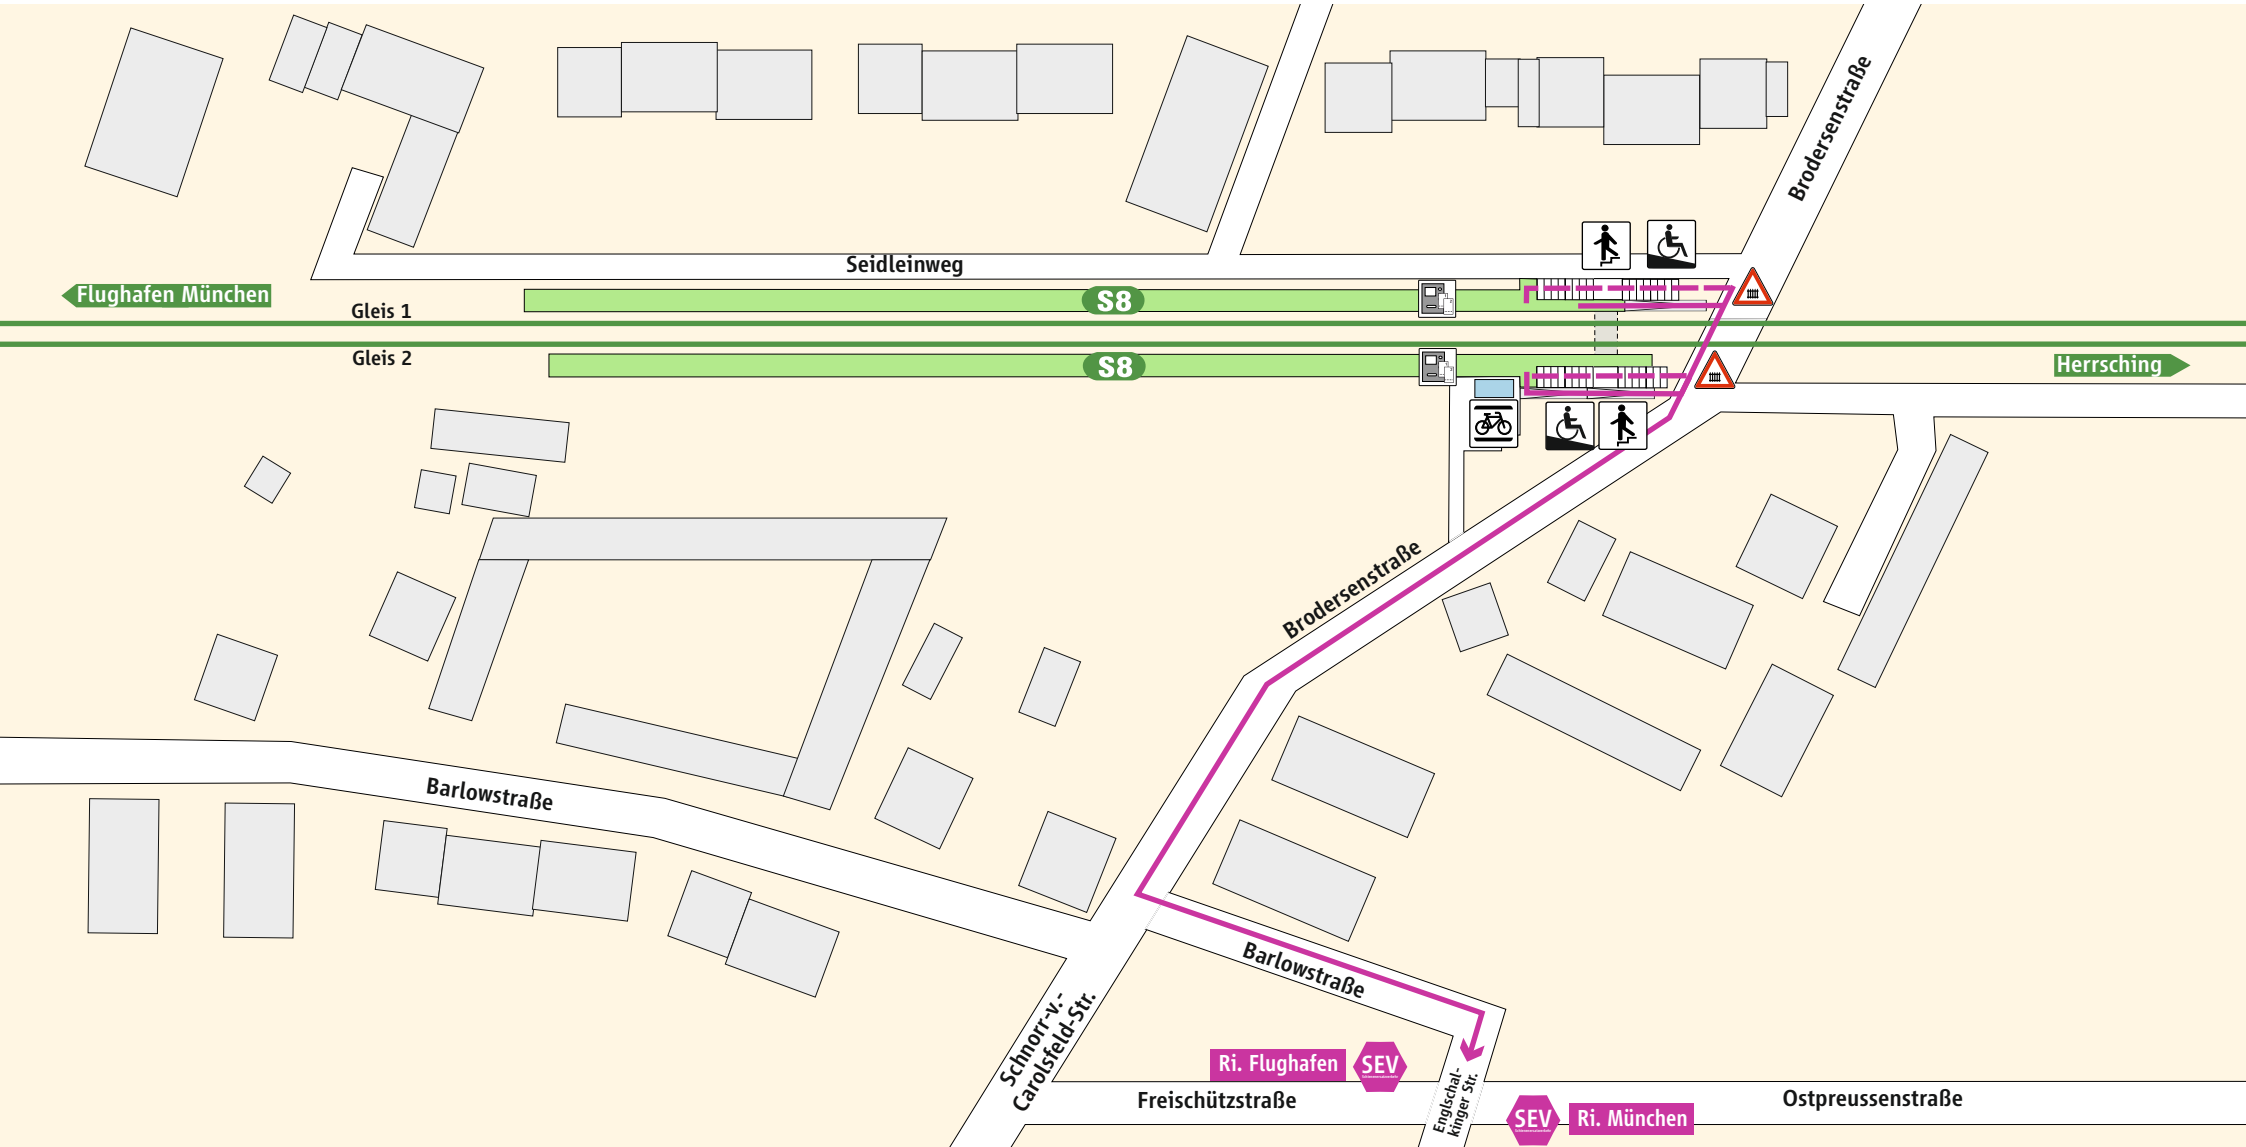 Brodersenstraße
Seidleinweg
Flughafen München
Gleis 1
S8
Gleis 2
S8
Herrsching
Brodersenstraße
Barlowstraße
Barlowstraße
Schnorr-v.-
Carolsfeld-Str.
Ri. Flughafen
SEV
Englschal-
kinger Str.
Freischützstraße
Ostpreussenstraße
SEV
Ri. München